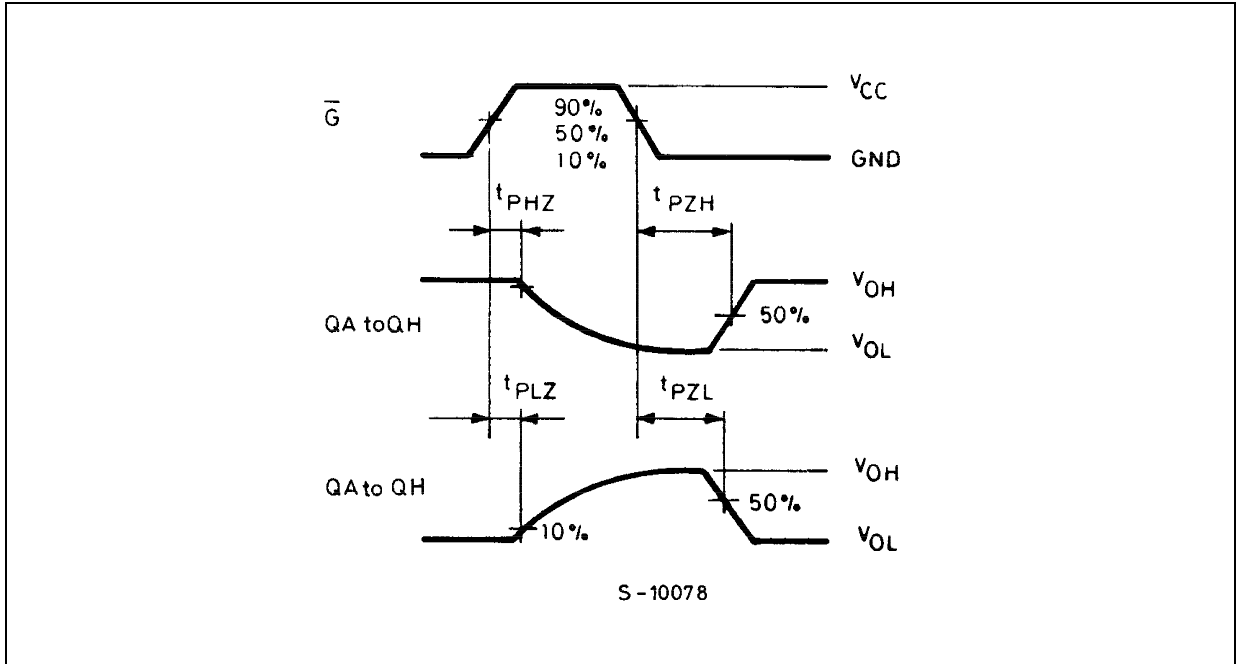 G̅
90%
50%
10%
VCC
GND
tPHZ
tPZH
QA toQH
50%
VOH
VOL
tPLZ
tPZL
QA to QH
10%
50%
VOH
VOL
S-10078